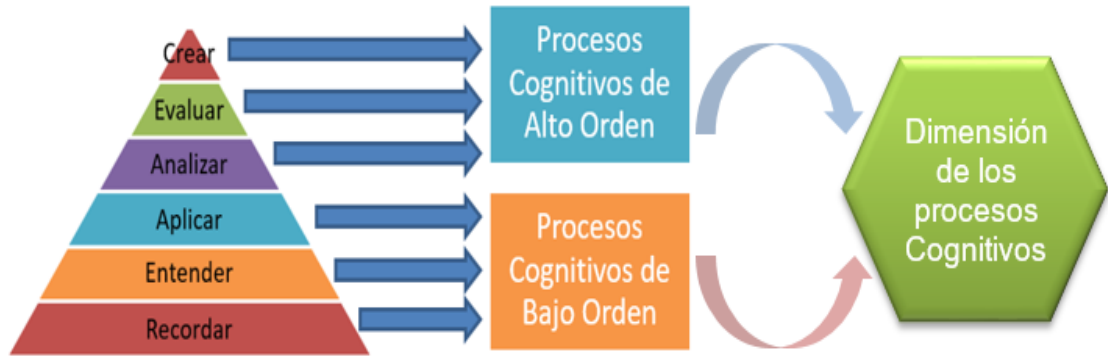 Crear
Evaluar
Analizar
Aplicar
Entender
Recordar
Procesos
Cognitivos de
Alto Orden
Procesos
Cognitivos de
Bajo Orden
Dimensión
de los
procesos
Cognitivos